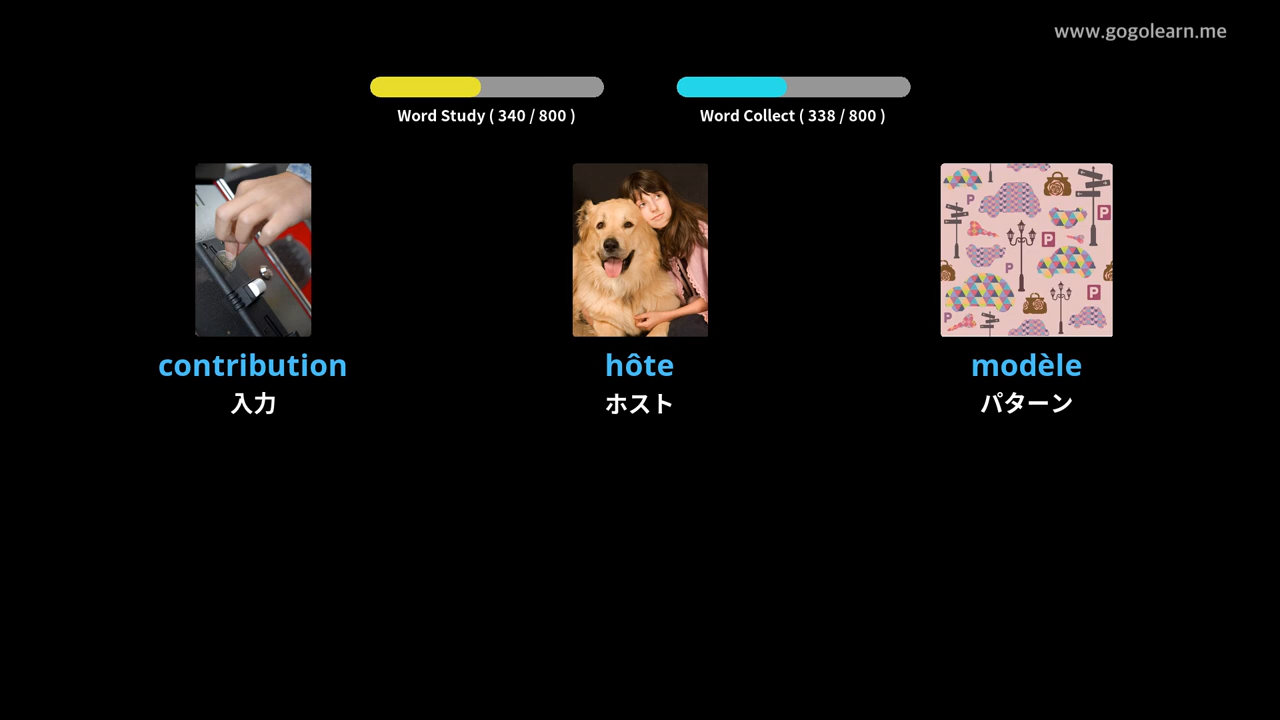 www.gogolearn.me
Word Study ( 340 / 800 )
Word Collect ( 338 / 800 )
P
P
P
P
P
P
contribution
hôte
modèle
入力
ホスト
パターン